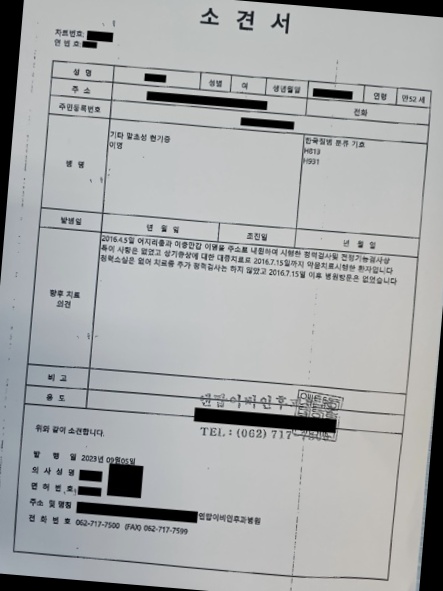 소 견 서
차트번호:
연 번 호:
성 명 성별 여 생년월일 연령 만52 세
주 소 전화
주민등록번호
병 명
기타 말초성 현기증
이명
한국질병 분류 기호
H813
H931
발병일 년 월 일 초진일 년 월 일
향후 치료
의견
2016.4.5일 어지러움과 이충만감 이명을 주소로 내원하여 시행한 청력검사및 전정기능검사상
특이 사항은 없었고 상기증상에 대한 대증치료로 2016.7.15일까지 약물치료시행한 환자입니다
청력소실은 없어 치료중 추가 청력검사는 하지 않았고 2016.7.15일 이후 병원방문은 없었습니다
비 고
용 도
이비인후
TEL : (062) 717
위와 같이 소견합니다.
발 행 일 2023년 09월05일
의 사 성 명
면 허 번 호
주소 및 명칭 연합이비인후과병원
전 화 번 호 062-717-7500 (FAX) 062-717-7599